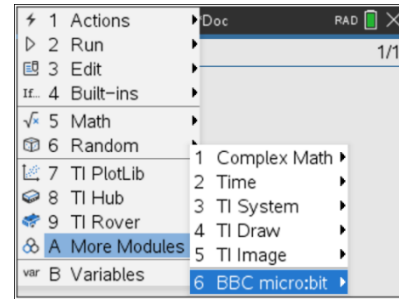 1 Actions
2 Run
3 Edit
If... 4 Built-ins
√x 5 Math
6 Random
7 TI PlotLib
8 TI Hub
9 TI Rover
A More Modules
var B Variables
Doc RAD
1/1
1 Complex Math
2 Time
3 TI System
4 TI Draw
5 TI Image
6 BBC micro:bit